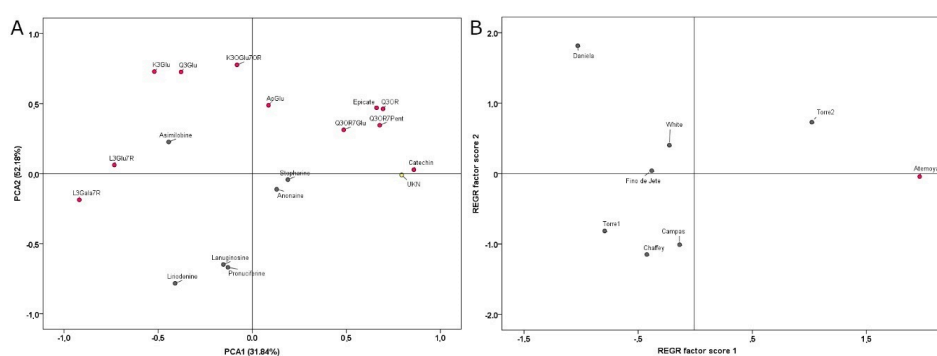 A
1,0
K3Glu
Q3Glu
K3OGlu7OR
0,5
ApGlu
Epicate
Q3OR
Q3OR7Glu
Q3OR7Pent
Asimilobine
L3Glu7R
Catechin
0,0
Stepharine
UKN
Anonaine
L3Gala7R
-0,5
Lanuginosine
Pronuciferine
Liriodenine
-1,0
-1,0
-0,5
0,0
0,5
1,0
PCA2 (52.18%)
PCA1 (31.84%)
B
2,0
Daniela
1,0
Torre2
White
0
Fino de Jete
Atemoya
Torre1
Campas
-1,0
Chaffey
-2,0
-1,5
-,5
,5
1,5
REGR factor score 2
REGR factor score 1